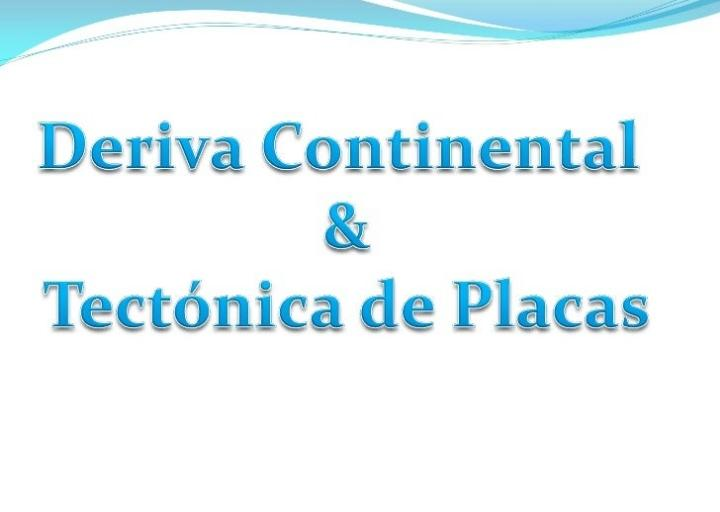 Deriva Continental
&
Tectónica de Placas